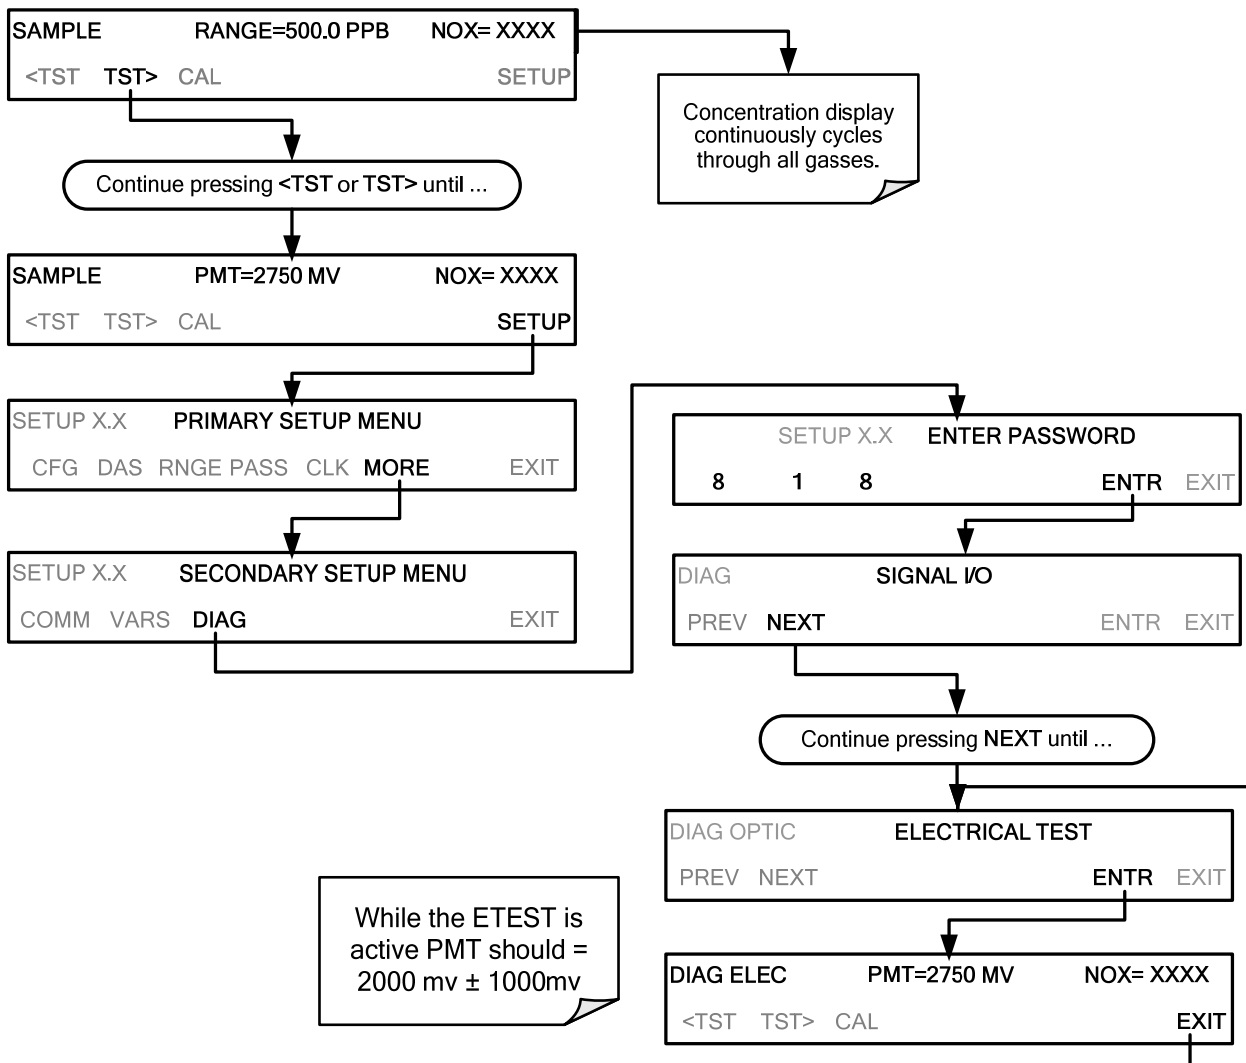 SAMPLE RANGE=500.0 PPB NOX= XXXX
<TST TST> CAL SETUP
Concentration display
continuously cycles
through all gasses.
Continue pressing <TST or TST> until ...
SAMPLE PMT=2750 MV NOX= XXXX
<TST TST> CAL SETUP
SETUP X.X PRIMARY SETUP MENU
CFG DAS RNGE PASS CLK MORE EXIT
SETUP X.X SECONDARY SETUP MENU
COMM VARS DIAG EXIT
SETUP X.X ENTER PASSWORD
8 1 8 ENTR EXIT
DIAG SIGNAL I/O
PREV NEXT ENTR EXIT
Continue pressing NEXT until ...
DIAG OPTIC ELECTRICAL TEST
PREV NEXT ENTR EXIT
While the ETEST is
active PMT should =
2000 mv ± 1000mv
DIAG ELEC PMT=2750 MV NOX= XXXX
<TST TST> CAL EXIT